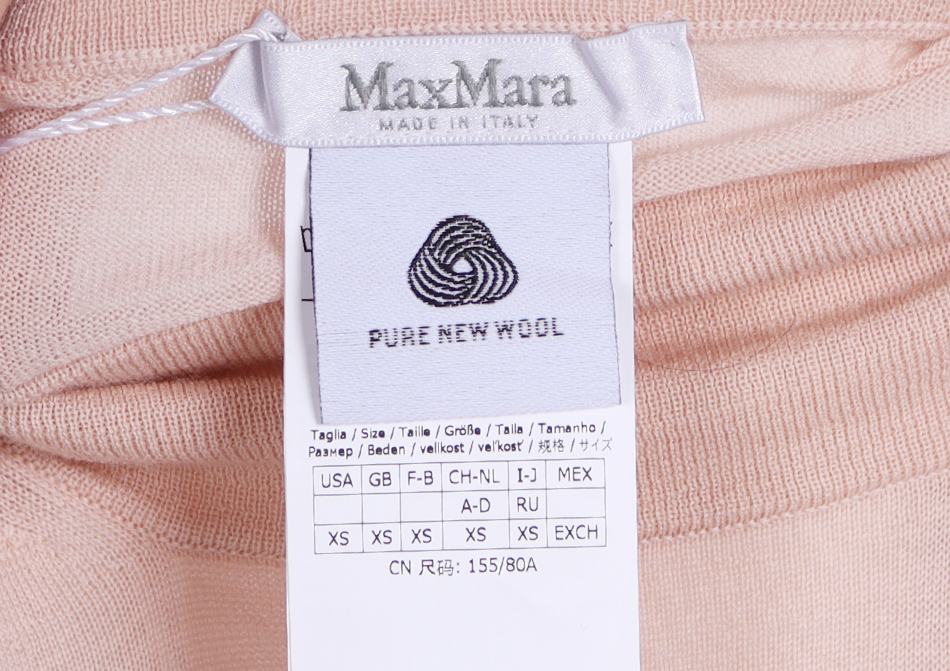 MaxMara
MADE IN ITALY
PURE NEW WOOL
Taglia / Size / Taille / Größe / Talla / Tamanho /
Размер / Beden / velikost / veľkosť / 规格 / サイズ
USA GB F-B CH-NL I-J MEX
A-D RU
XS XS XS XS XS EXCH
CN 尺码: 155/80A